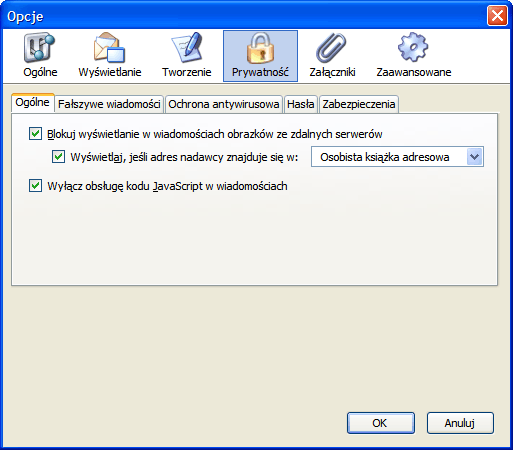 Opcje
Ogólne Wyświetlanie Tworzenie Prywatność Załączniki Zaawansowane
Ogólne Fałszywe wiadomości Ochrona antywirusowa Hasła Zabezpieczenia
Blokuj wyświetlanie w wiadomościach obrazków ze zdalnych serwerów
Wyświetlaj, jeśli adres nadawcy znajduje się w: Osobista książka adresowa
Wyłącz obsługę kodu JavaScript w wiadomościach
OK Anuluj